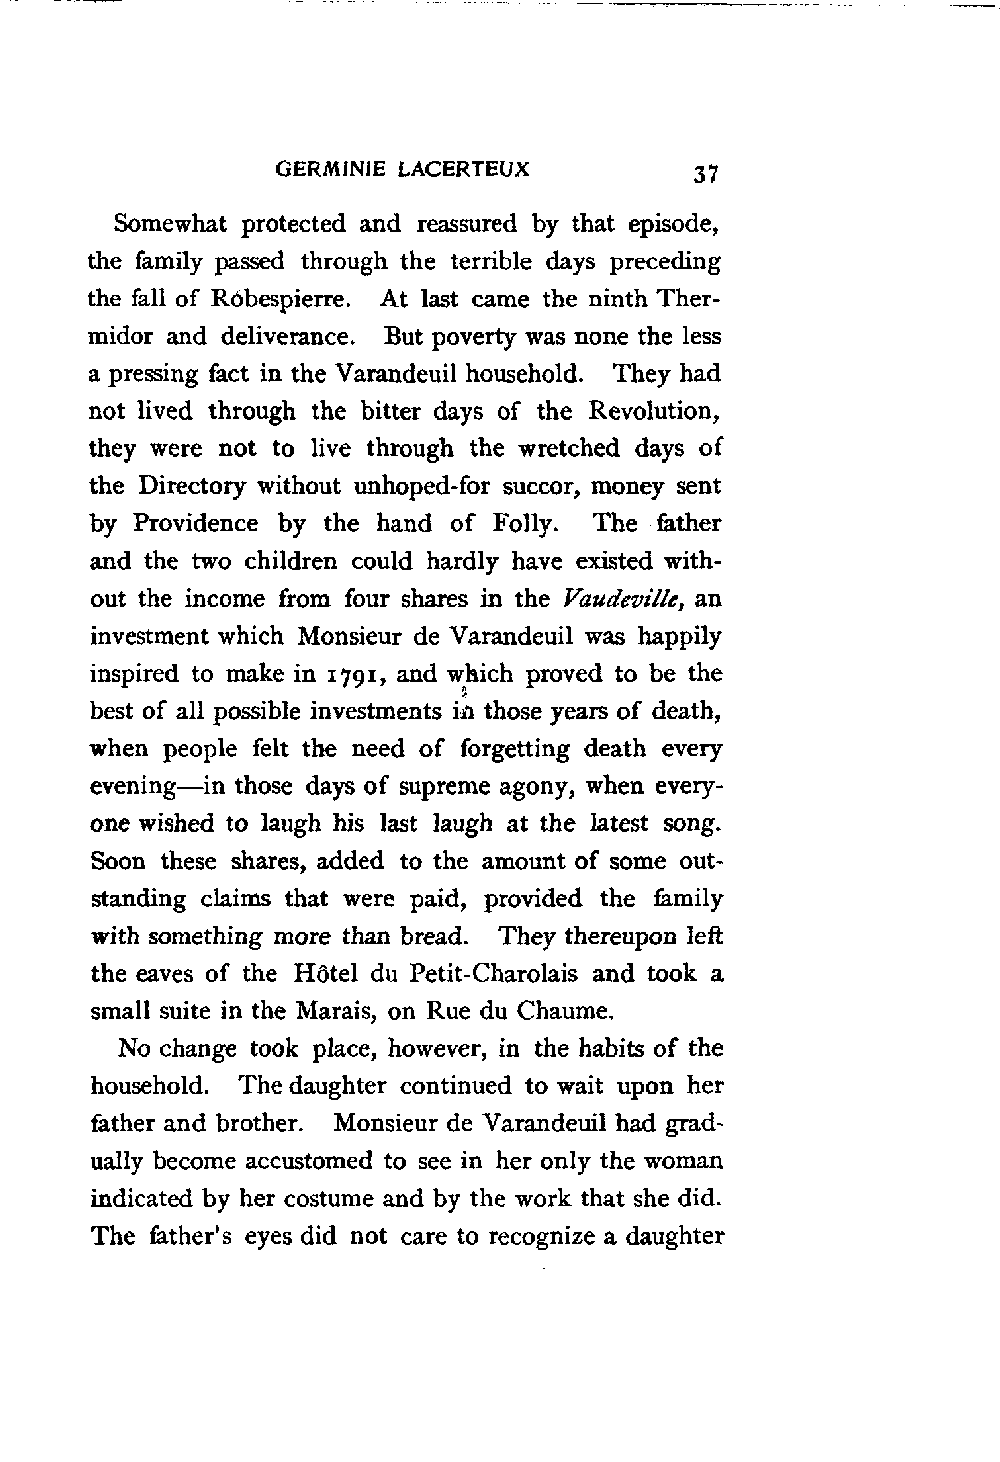 GERMINIE LACERTEUX 37
Somewhat protected and reassured by that episode,
the family passed through the terrible days preceding
the fall of Róbespierre. At last came the ninth Ther-
midor and deliverance. But poverty was none the less
a pressing fact in the Varandeuil household. They had
not lived through the bitter days of the Revolution,
they were not to live through the wretched days of
the Directory without unhoped-for succor, money sent
by Providence by the hand of Folly. The father
and the two children could hardly have existed with-
out the income from four shares in the Vaudeville, an
investment which Monsieur de Varandeuil was happily
inspired to make in 1791, and which proved to be the
best of all possible investments in those years of death,
when people felt the need of forgetting death every
evening—in those days of supreme agony, when every-
one wished to laugh his last laugh at the latest song.
Soon these shares, added to the amount of some out-
standing claims that were paid, provided the family
with something more than bread. They thereupon left
the eaves of the Hôtel du Petit-Charolais and took a
small suite in the Marais, on Rue du Chaume.
No change took place, however, in the habits of the
household. The daughter continued to wait upon her
father and brother. Monsieur de Varandeuil had grad-
ually become accustomed to see in her only the woman
indicated by her costume and by the work that she did.
The father's eyes did not care to recognize a daughter